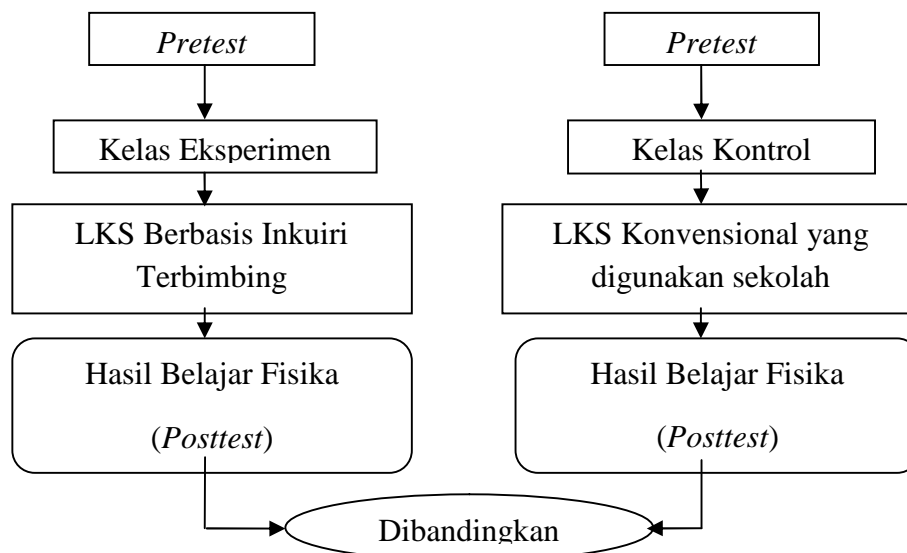 Pretest
Kelas Eksperimen
LKS Berbasis Inkuiri
Terbimbing
Hasil Belajar Fisika
(Posttest)
Pretest
Kelas Kontrol
LKS Konvensional yang
digunakan sekolah
Hasil Belajar Fisika
(Posttest)
Dibandingkan